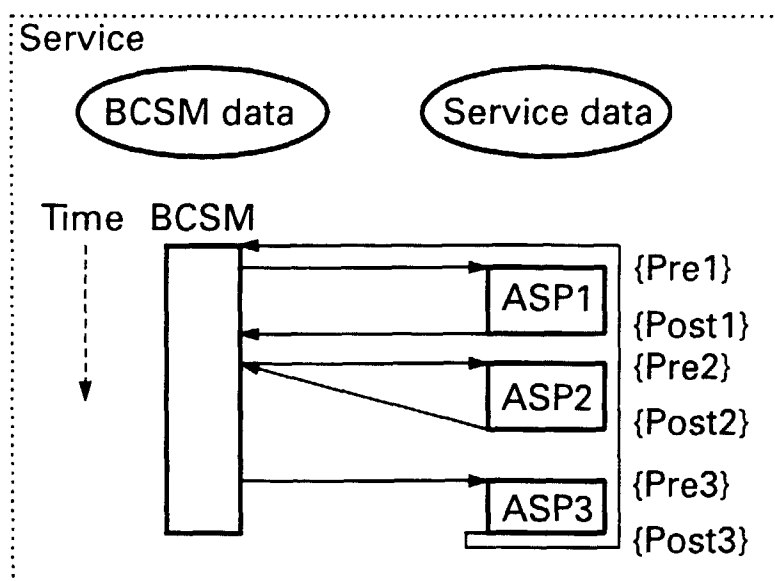 Service
BCSM data
Service data
Time
BCSM
ASP1
{Pre1}
{Post1}
ASP2
{Pre2}
{Post2}
ASP3
{Pre3}
{Post3}